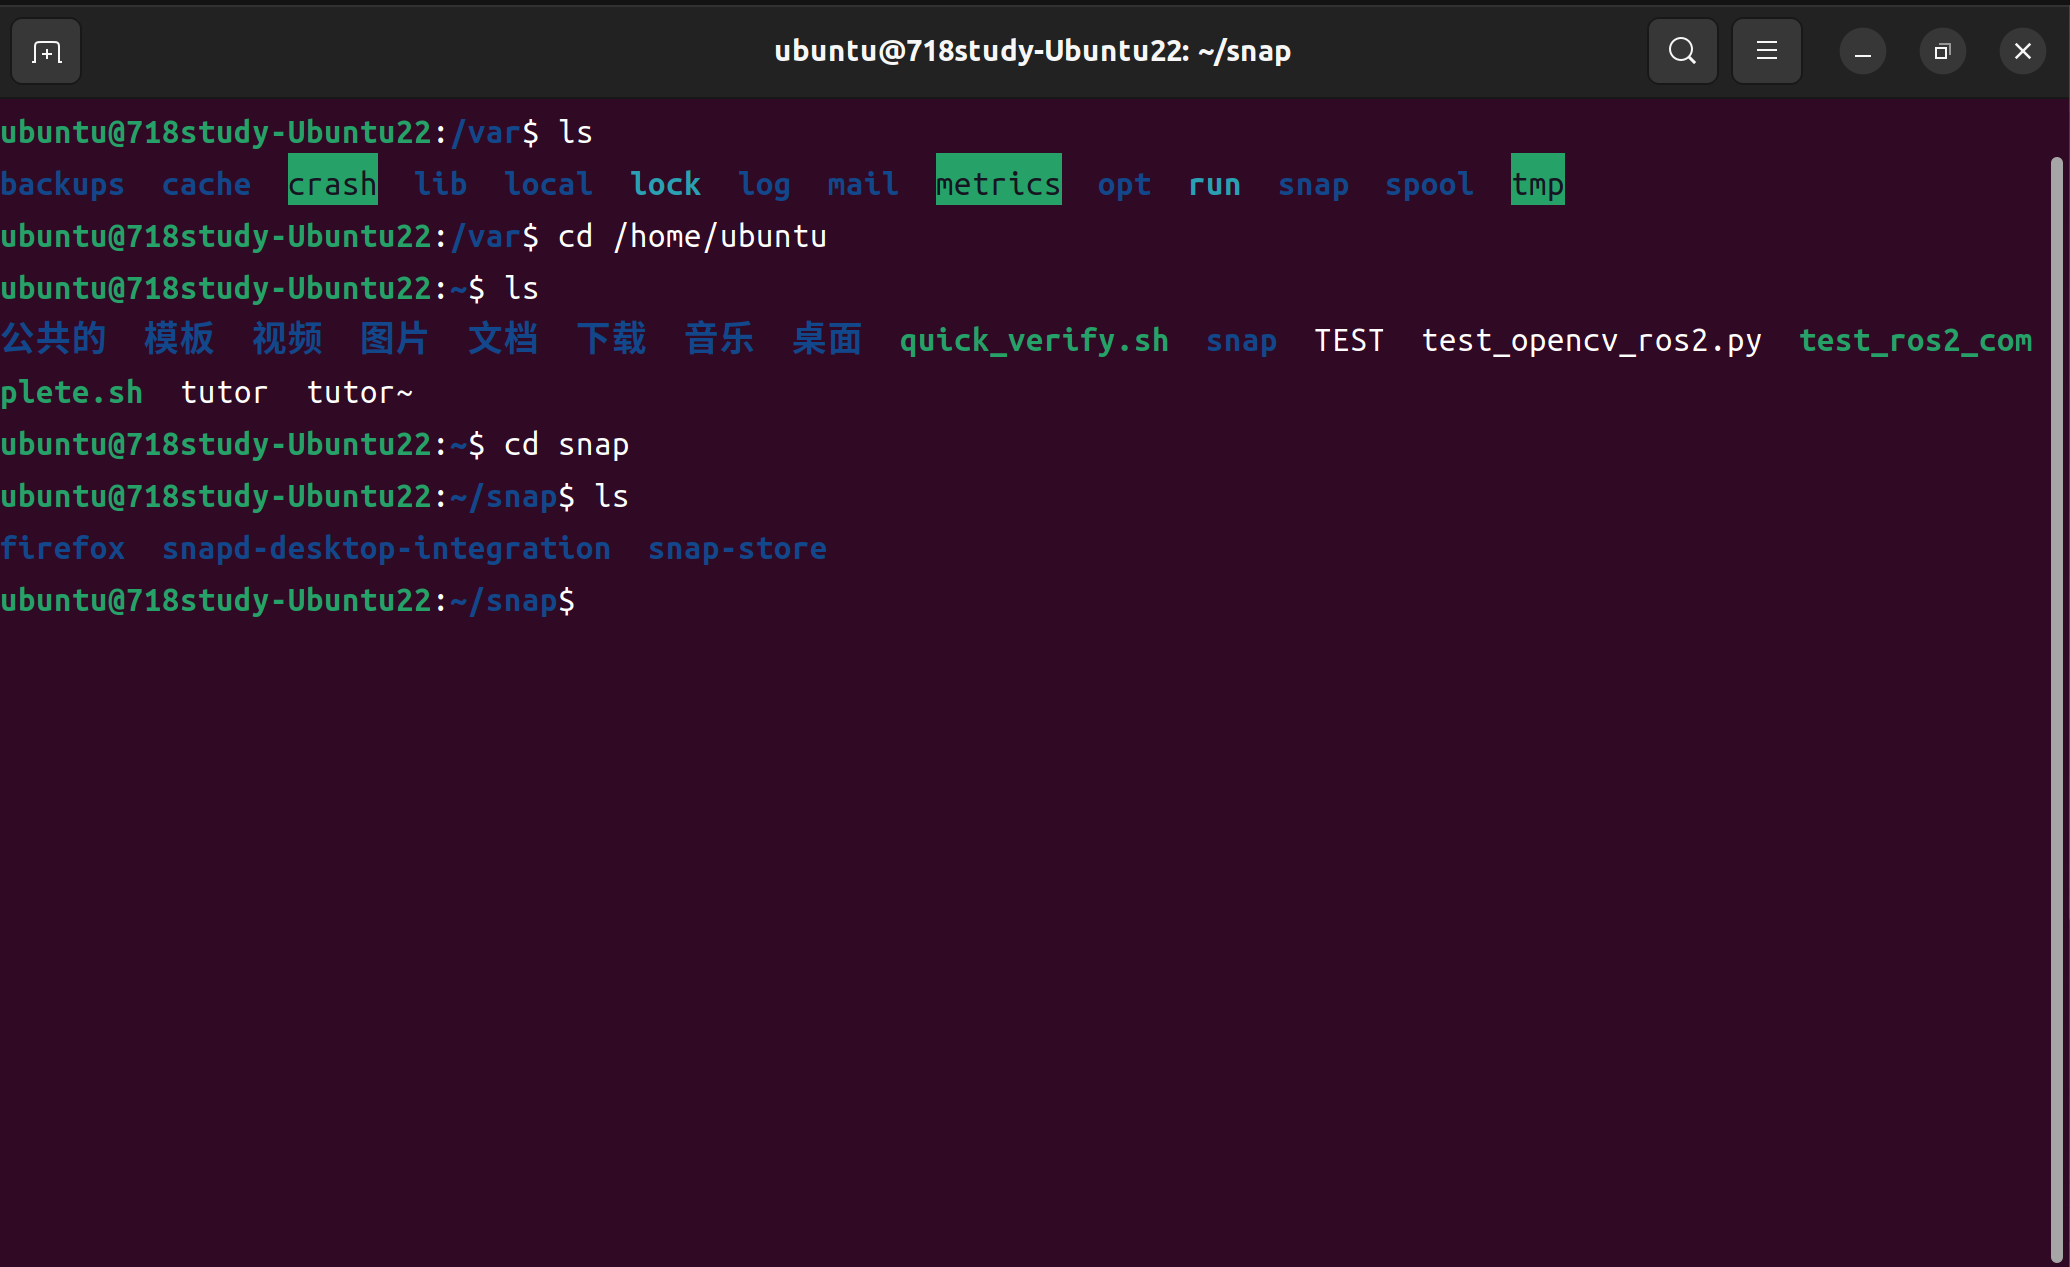 ubuntu@718study-Ubuntu22: ~/snap
ubuntu@718study-Ubuntu22:/var$ ls
backups  cache  crash  lib  local  lock  log  mail  metrics  opt  run  snap  spool  tmp
ubuntu@718study-Ubuntu22:/var$ cd /home/ubuntu
ubuntu@718study-Ubuntu22:~$ ls
公共的  模板  视频  图片  文档  下载  音乐  桌面  quick_verify.sh  snap  TEST  test_opencv_ros2.py  test_ros2_com
plete.sh  tutor  tutor~
ubuntu@718study-Ubuntu22:~$ cd snap
ubuntu@718study-Ubuntu22:~/snap$ ls
firefox  snapd-desktop-integration  snap-store
ubuntu@718study-Ubuntu22:~/snap$